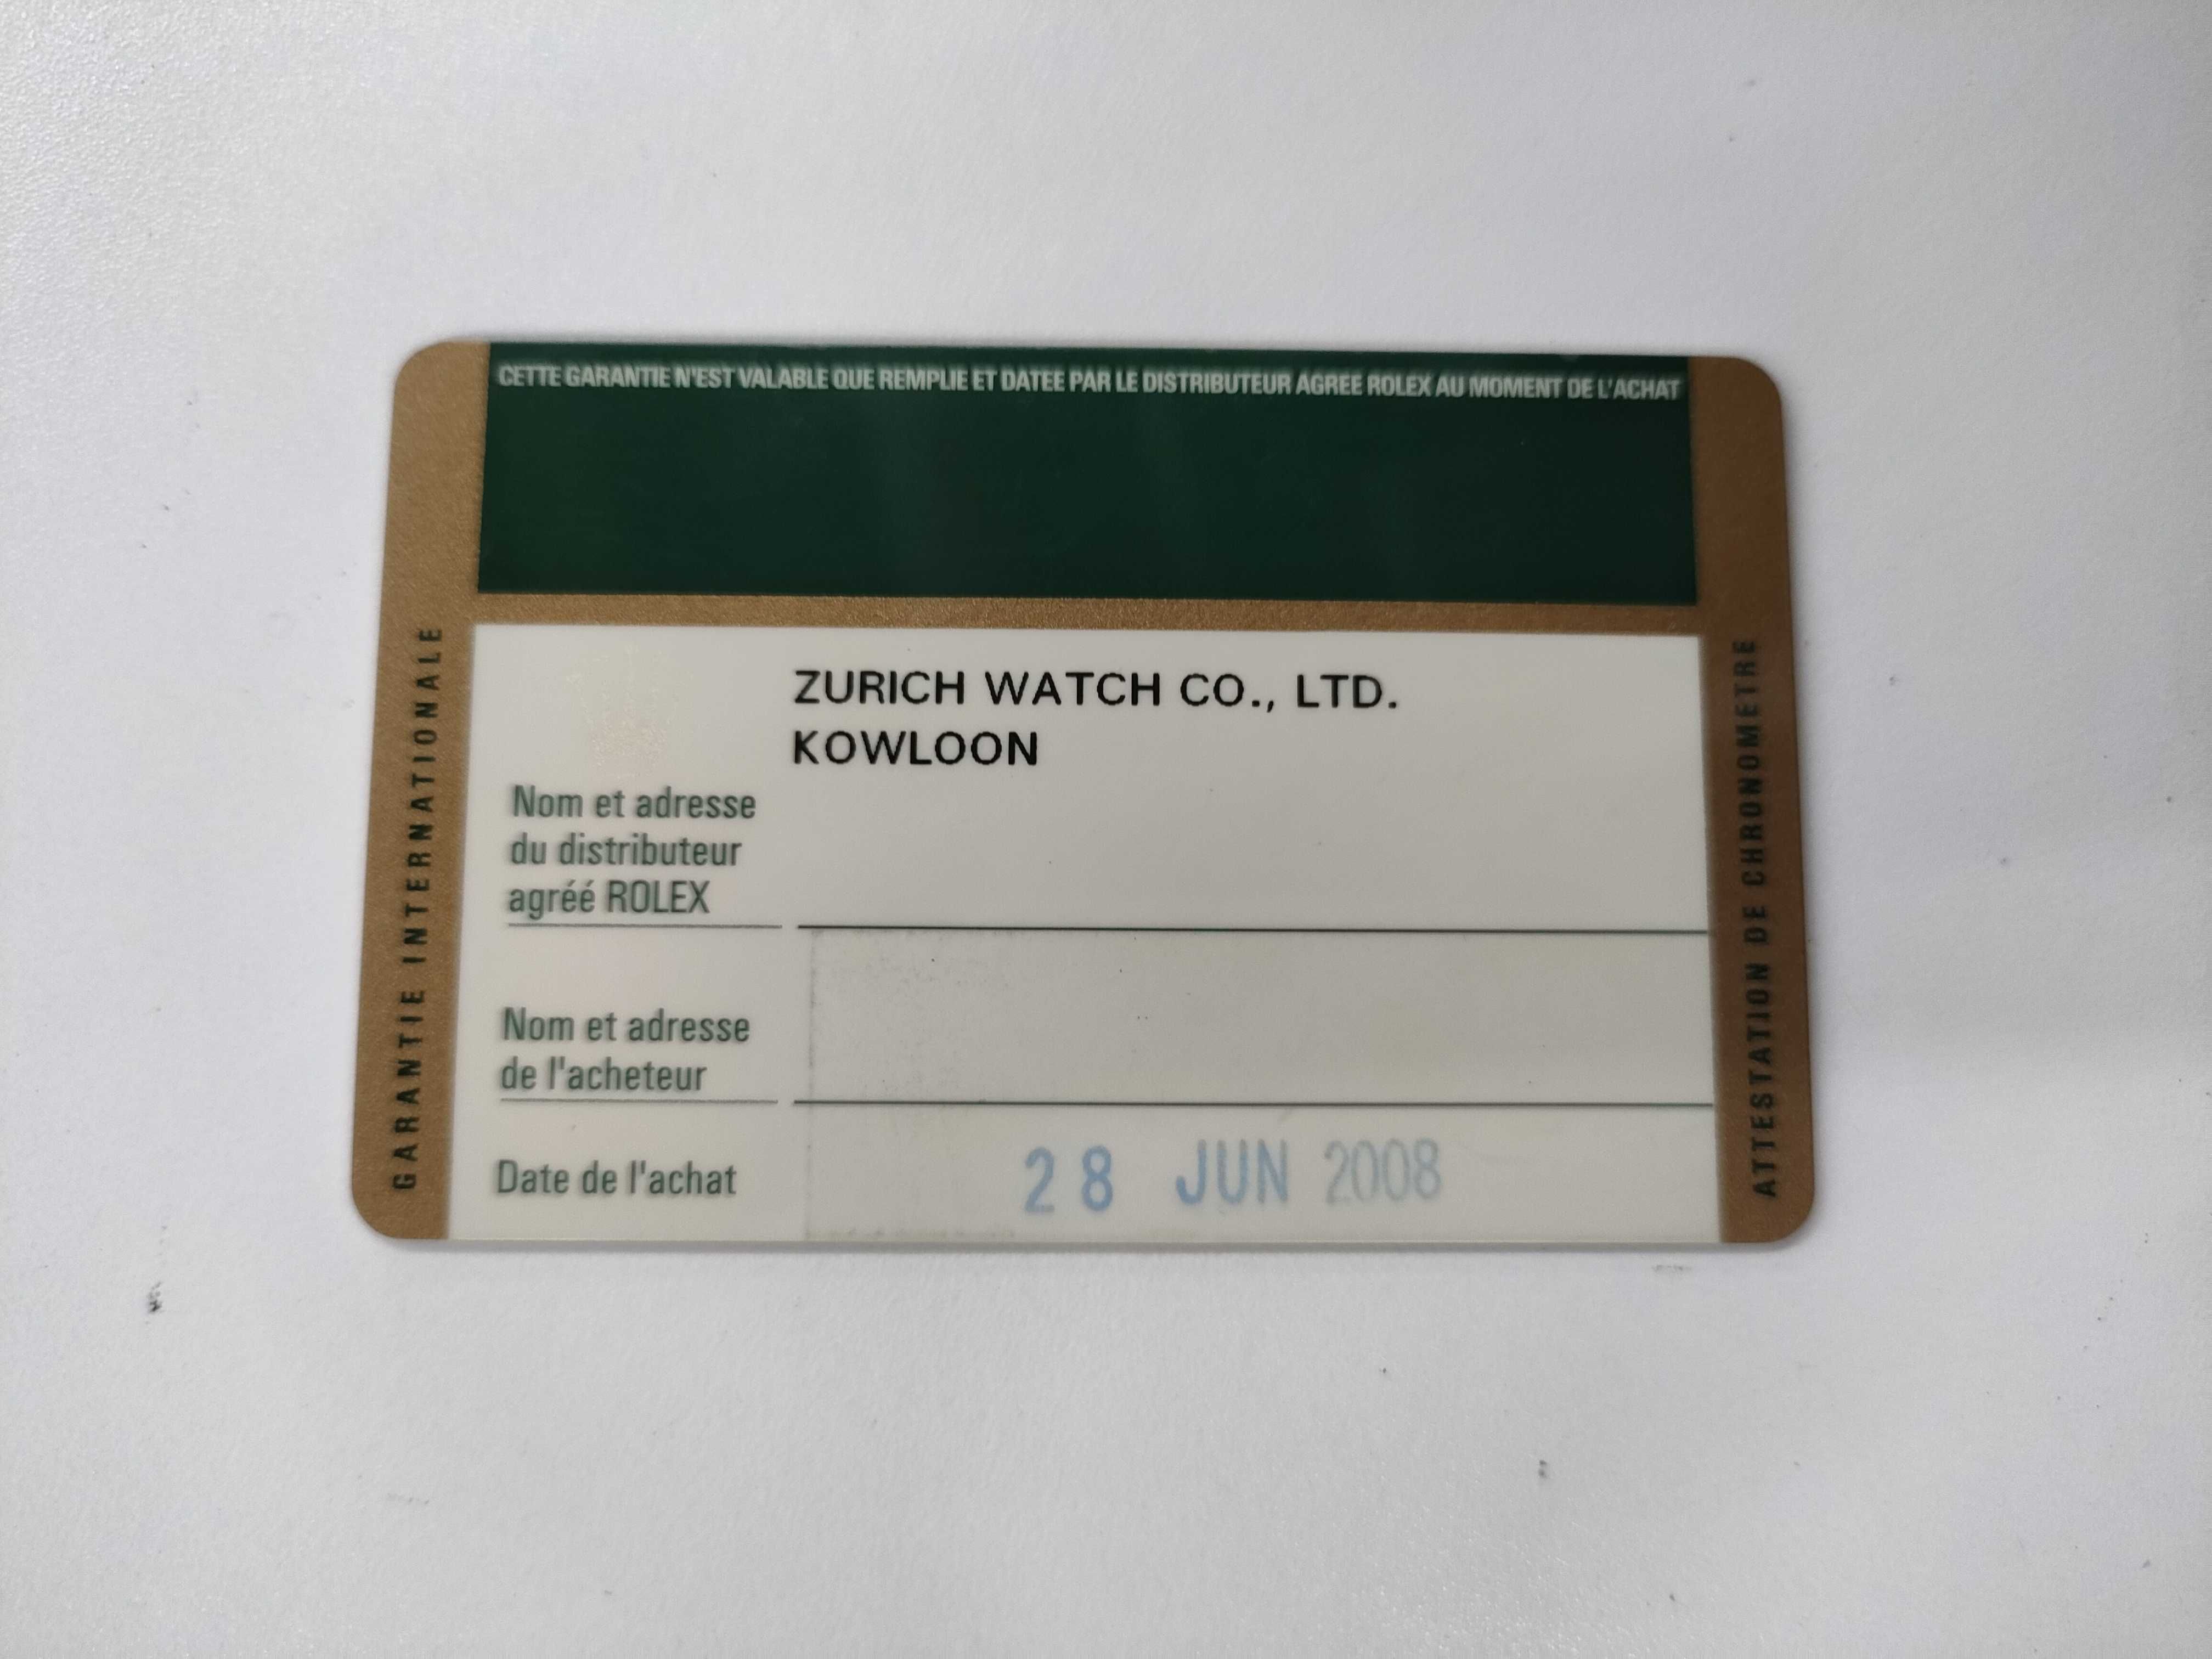 CETTE GARANTIE N'EST VALABLE QUE REMPLIE ET DATEE PAR LE DISTRIBUTEUR AGREE ROLEX AU MOMENT DE L'ACHAT
GARANTIE INTERNATIONALE
ZURICH WATCH CO., LTD.
KOWLOON
Nom et adresse
du distributeur
agréé ROLEX
Nom et adresse
de l'acheteur
Date de l'achat 28 JUN 2008
ATTESTATION DE CHRONOMETRE